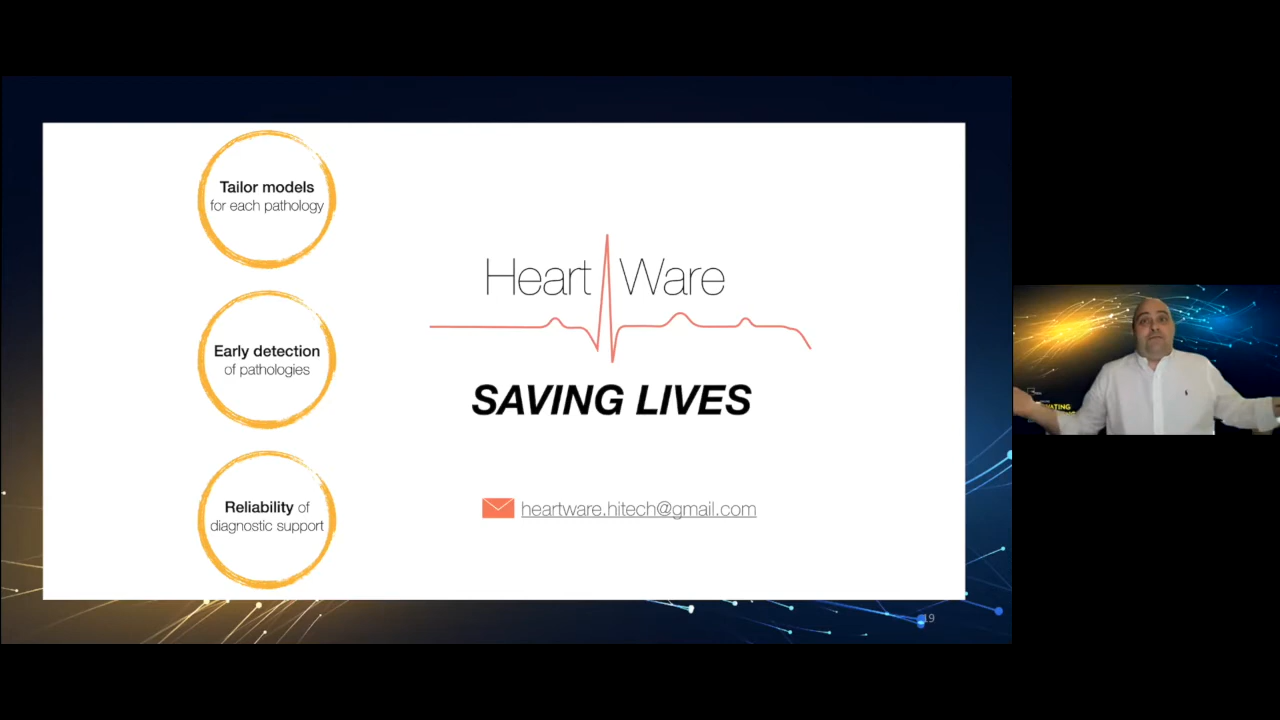 Tailor models
for each pathology
Early detection
of pathologies
Reliability of
diagnostic support
Heart Ware
SAVING LIVES
heartware.hitech@gmail.com
19